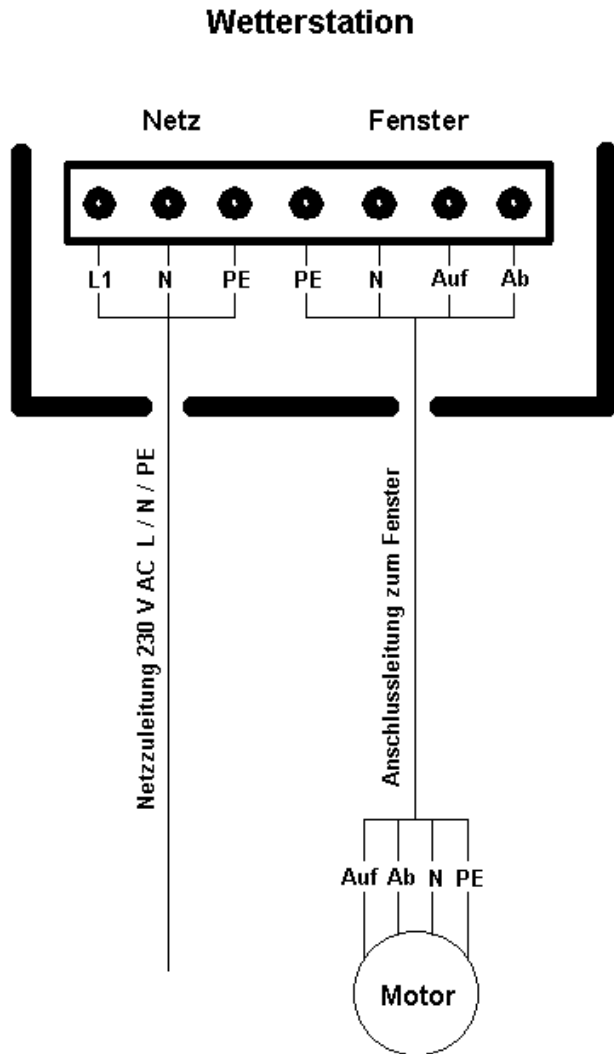 Wetterstation
Netz
Fenster
L1 N PE PE N Auf Ab
Netzzuleitung 230 V AC L / N / PE
Anschlussleitung zum Fenster
Auf Ab N PE
Motor